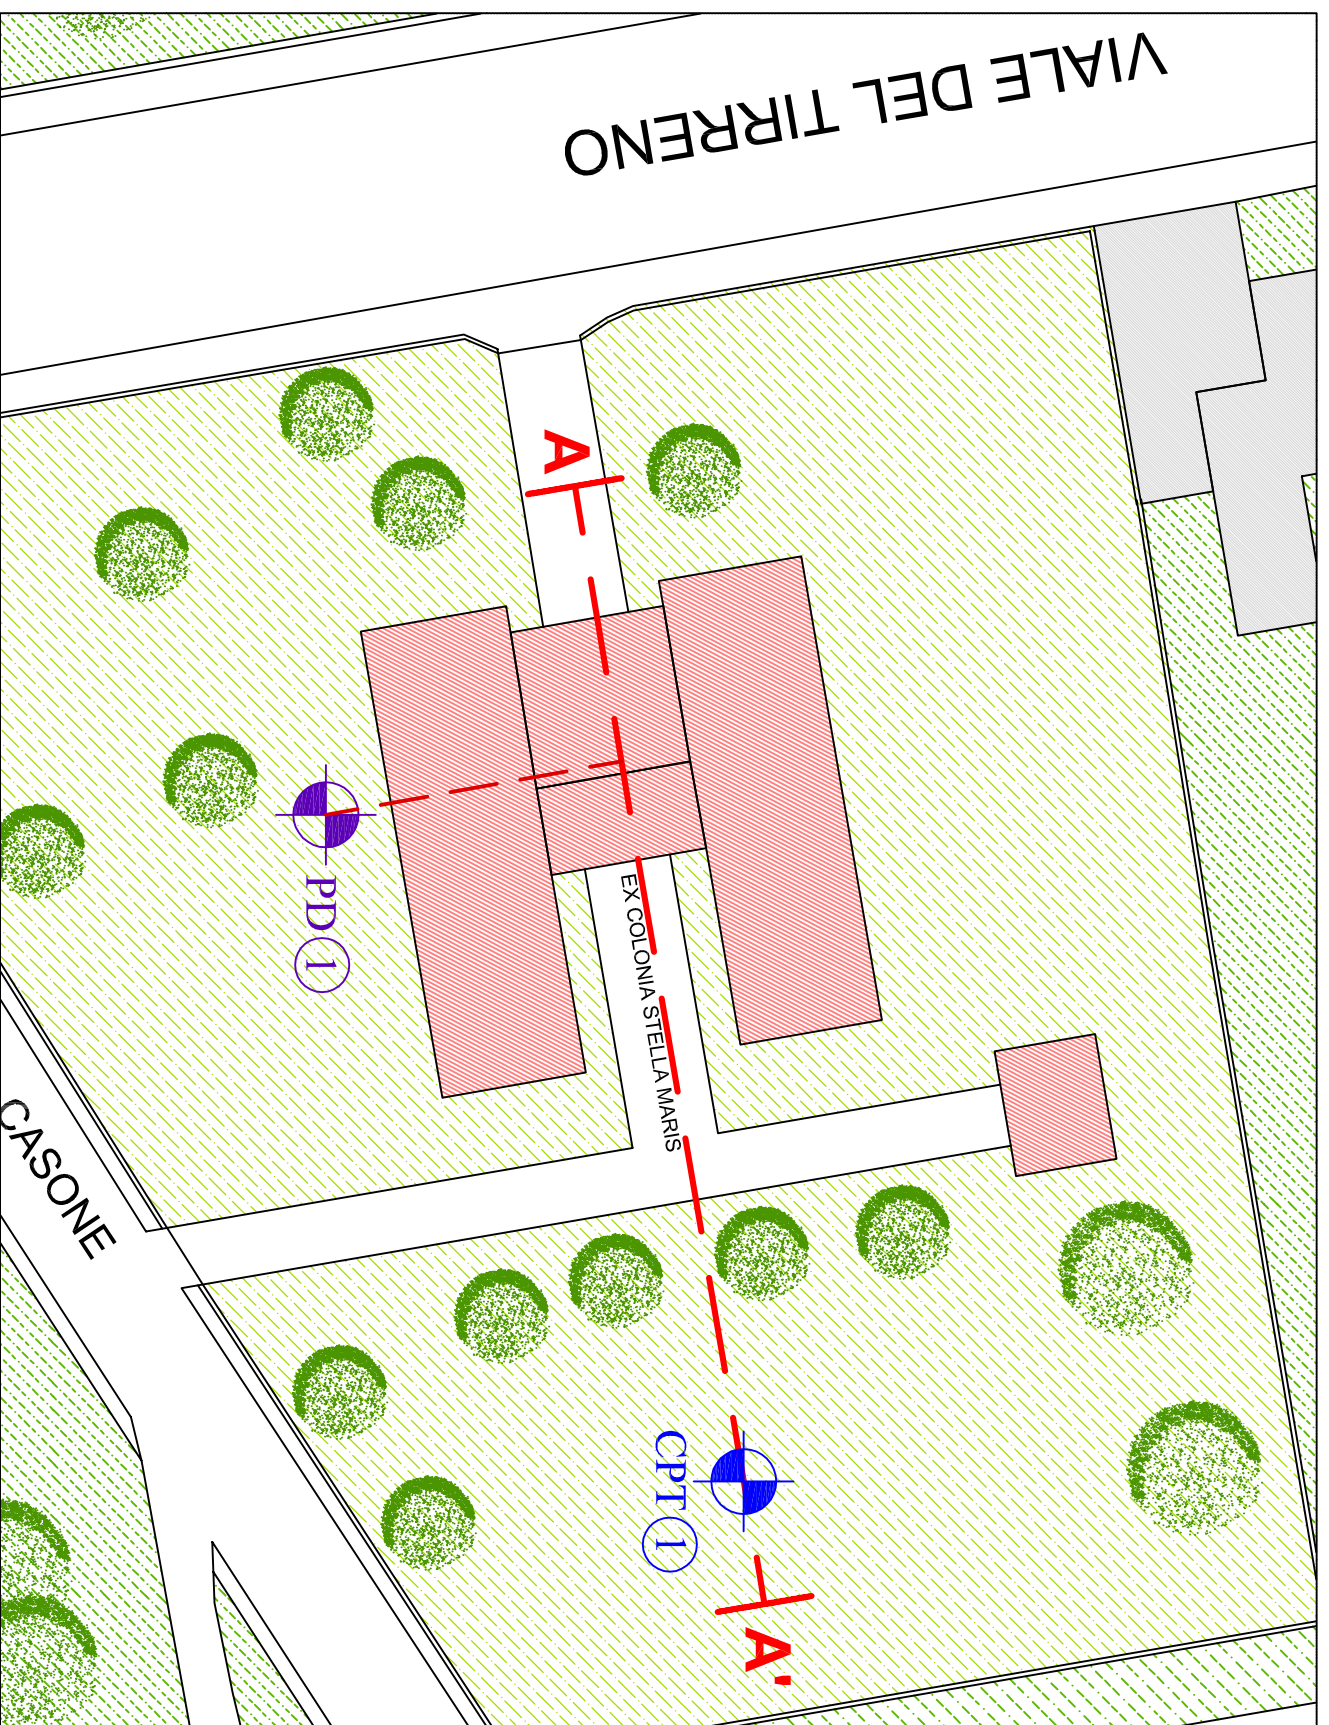 VIALE DEL TIRRENO
A
PD 1
EX COLONIA STELLA MARIS
CASONE
CPT 1
A'